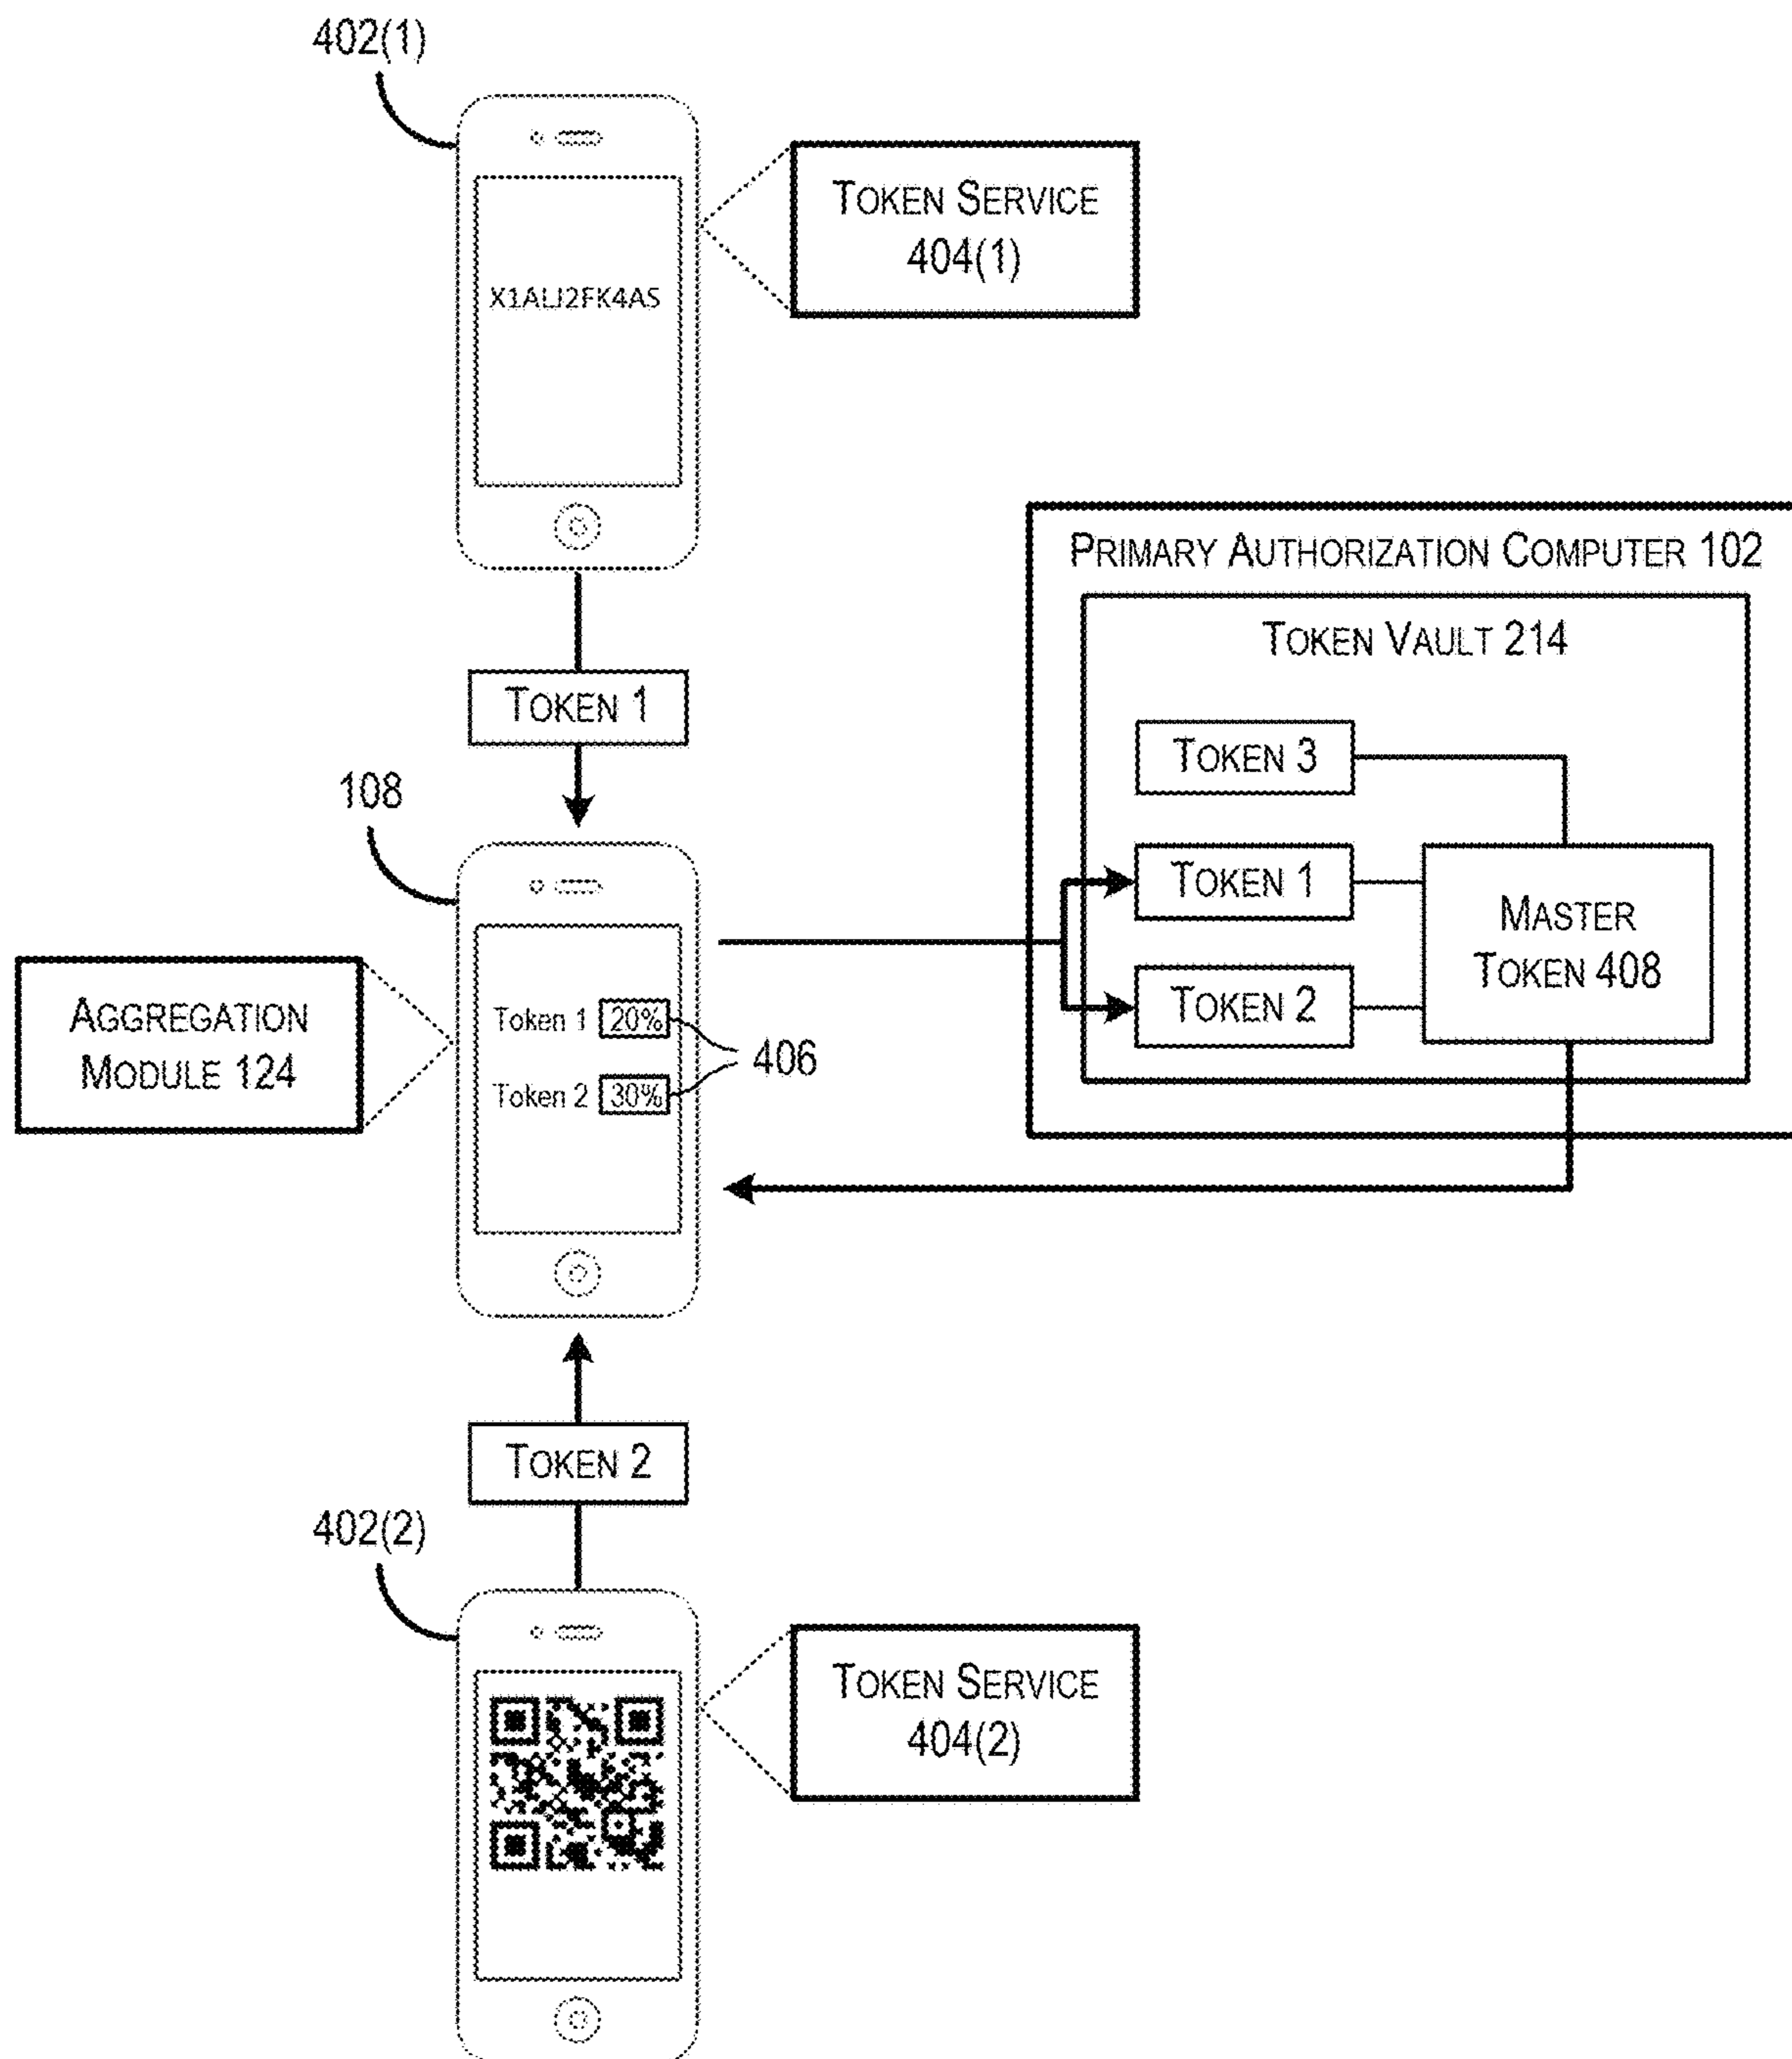 402(1)
TOKEN SERVICE
404(1)
X1ALJ2FK4AS
PRIMARY AUTHORIZATION COMPUTER 102
TOKEN VAULT 214
TOKEN 1
TOKEN 3
108
TOKEN 1
MASTER
TOKEN 408
AGGREGATION
MODULE 124
Token 1 20%
TOKEN 2
406
Token 2 30%
TOKEN 2
402(2)
TOKEN SERVICE
404(2)